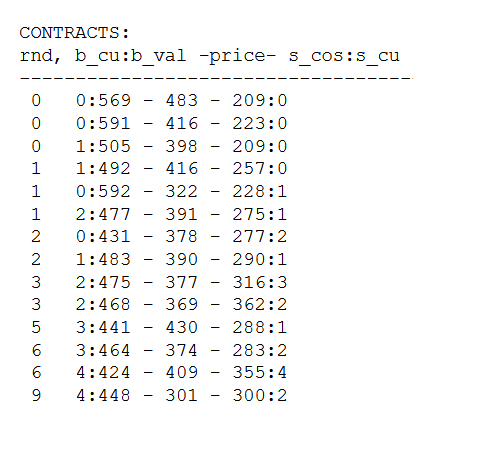 CONTRACTS:
rnd, b_cu:b_val -price- s_cos:s_cu
-----------------------------------
0 0:569 - 483 - 209:0
0 0:591 - 416 - 223:0
0 1:505 - 398 - 209:0
1 1:492 - 416 - 257:0
1 0:592 - 322 - 228:1
1 2:477 - 391 - 275:1
2 0:431 - 378 - 277:2
2 1:483 - 390 - 290:1
3 2:475 - 377 - 316:3
3 2:468 - 369 - 362:2
5 3:441 - 430 - 288:1
6 3:464 - 374 - 283:2
6 4:424 - 409 - 355:4
9 4:448 - 301 - 300:2